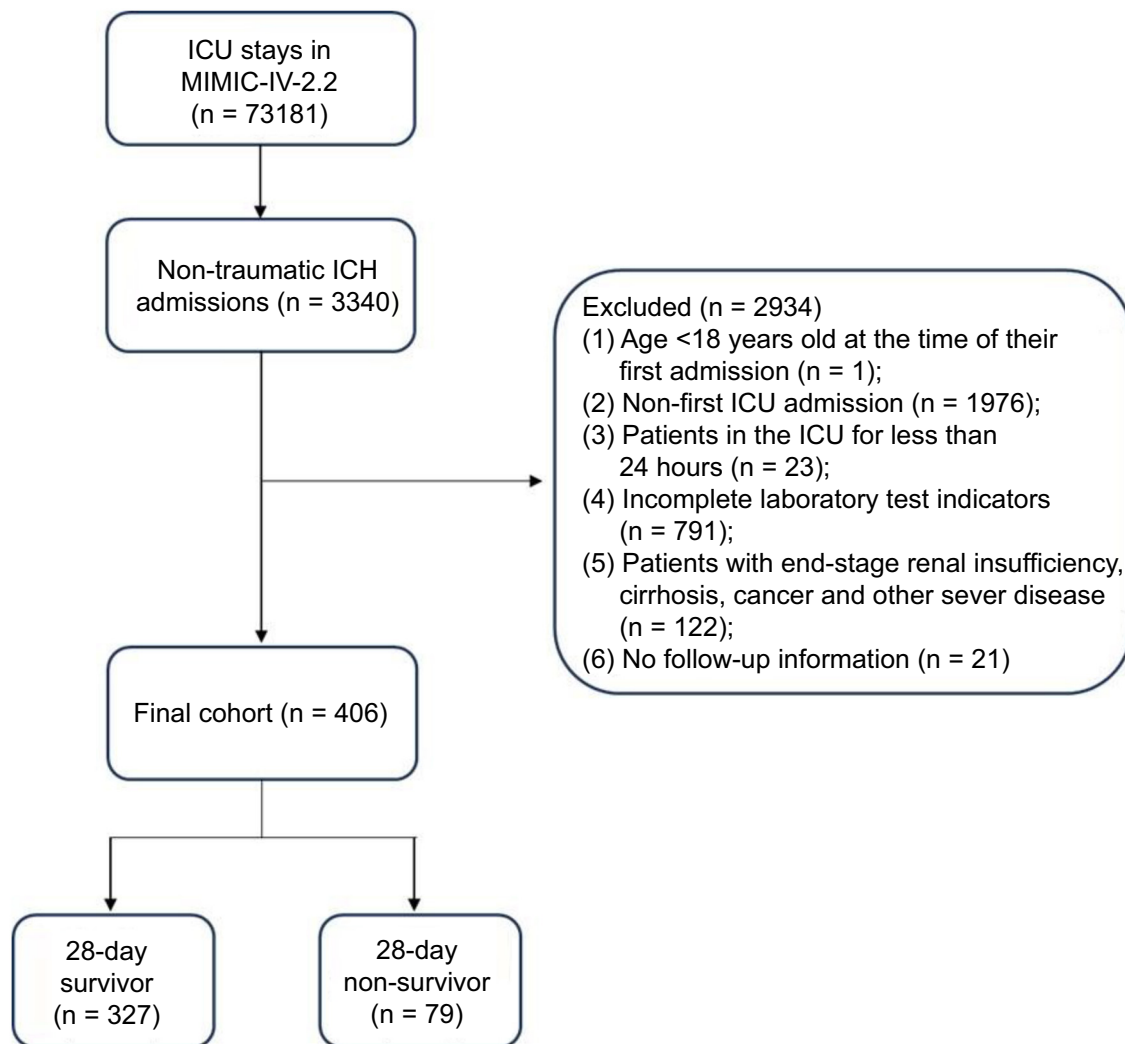 ICU stays in
MIMIC-IV-2.2
(n = 73181)
Non-traumatic ICH
admissions (n = 3340)
Excluded (n = 2934)
(1) Age <18 years old at the time of their
first admission (n = 1);
(2) Non-first ICU admission (n = 1976);
(3) Patients in the ICU for less than
24 hours (n = 23);
(4) Incomplete laboratory test indicators
(n = 791);
(5) Patients with end-stage renal insufficiency,
cirrhosis, cancer and other sever disease
(n = 122);
(6) No follow-up information (n = 21)
Final cohort (n = 406)
28-day
survivor
(n = 327)
28-day
non-survivor
(n = 79)